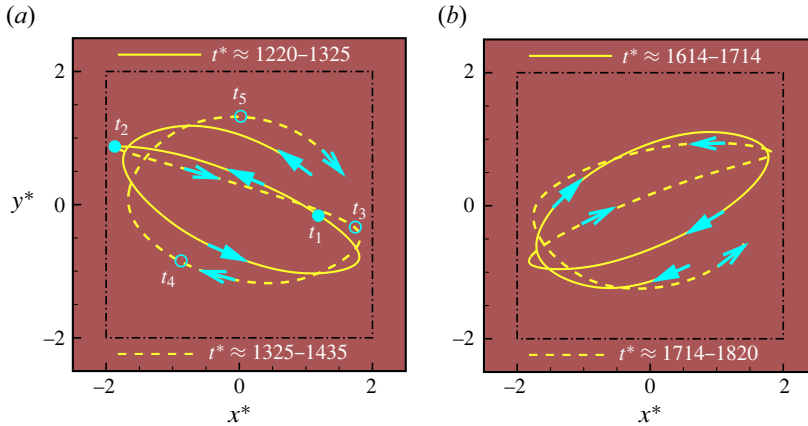 (a)
(b)
t* ≈ 1220–1325
t* ≈ 1614–1714
2
2
t5
t2
y* 0
0
t3
t1
t4
−2
−2
t* ≈ 1325–1435
t* ≈ 1714–1820
−2 0 2
−2 0 2
x*
x*